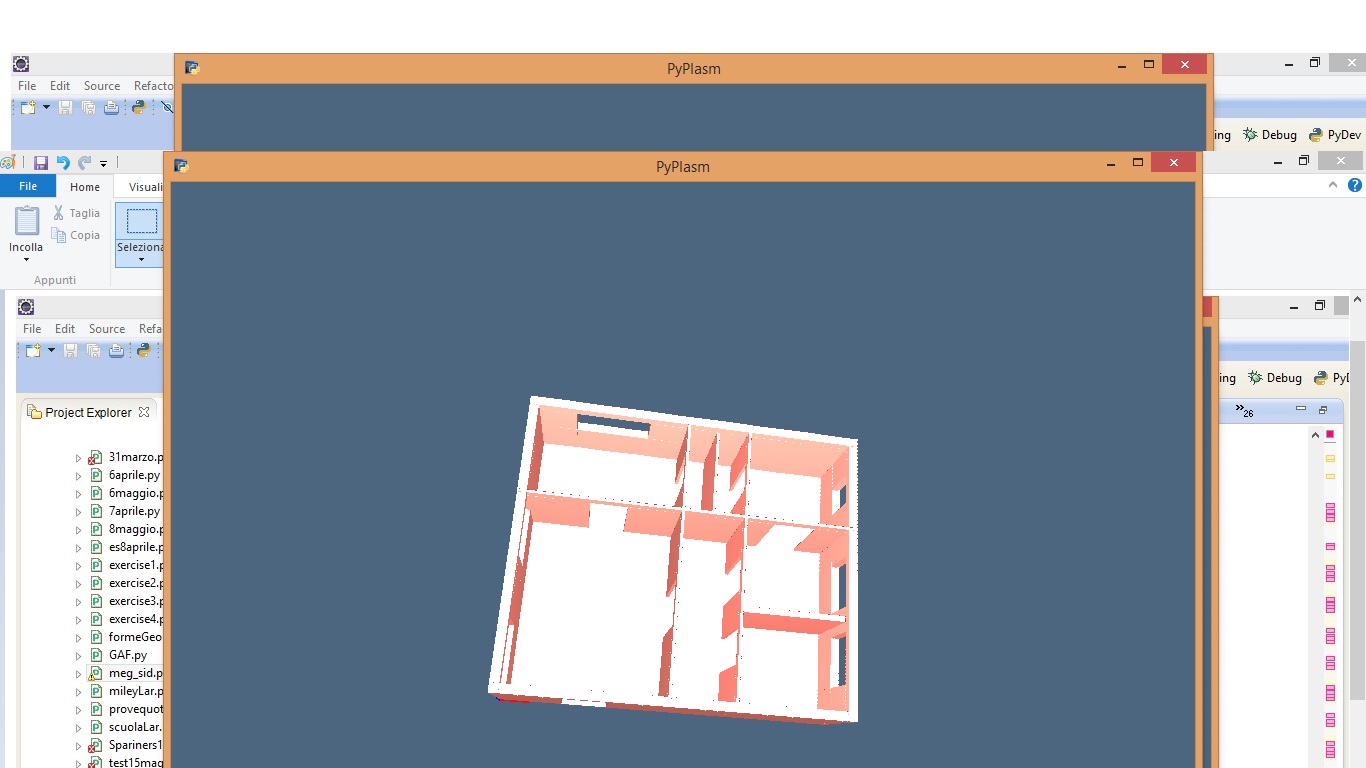 PyPlasm
File Edit Source Refacto
ing Debug PyDev
PyPlasm
File Home Visuali
Taglia
Copia
Incolla Seleziona
Appunti
File Edit Source Refa
ing Debug PyD
Project Explorer
26
31marzo.p
6aprile.py
6maggio.p
7aprile.py
8maggio.p
es8aprile.p
exercise1.p
exercise2.p
exercise3.p
exercise4.p
formeGeo
GAF.py
meg_sid.p
mileyLar.p
provequot
scuolaLar.
Spariners1
test15mag